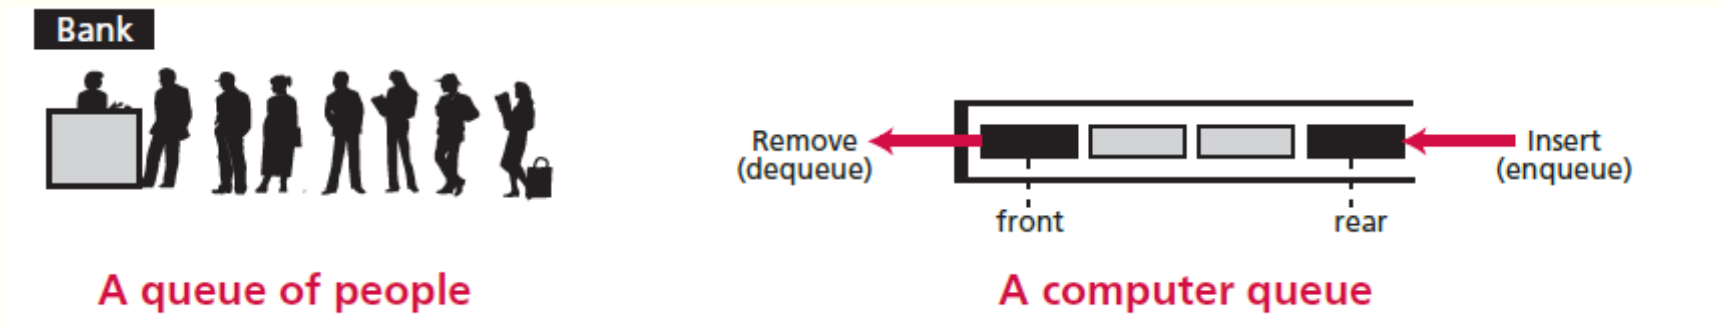 Bank
A queue of people
Remove
(dequeue)
front
rear
Insert
(enqueue)
A computer queue